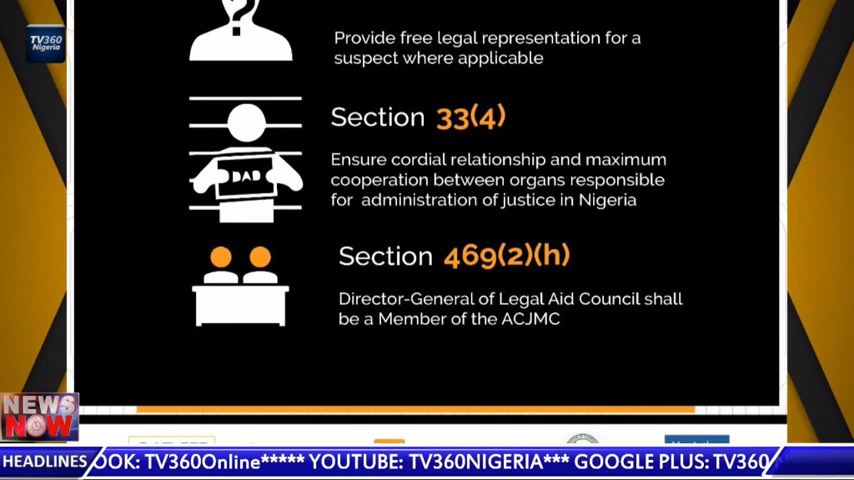 TV360
Nigeria
?
Provide free legal representation for a
suspect where applicable
Section 33(4)
Ensure cordial relationship and maximum
cooperation between organs responsible
for administration of justice in Nigeria
DAD
Section 469(2)(h)
Director-General of Legal Aid Council shall
be a Member of the ACJMC
NEWS
NOW
HEADLINES
OOK: TV360Online***** YOUTUBE: TV360NIGERIA*** GOOGLE PLUS: TV360